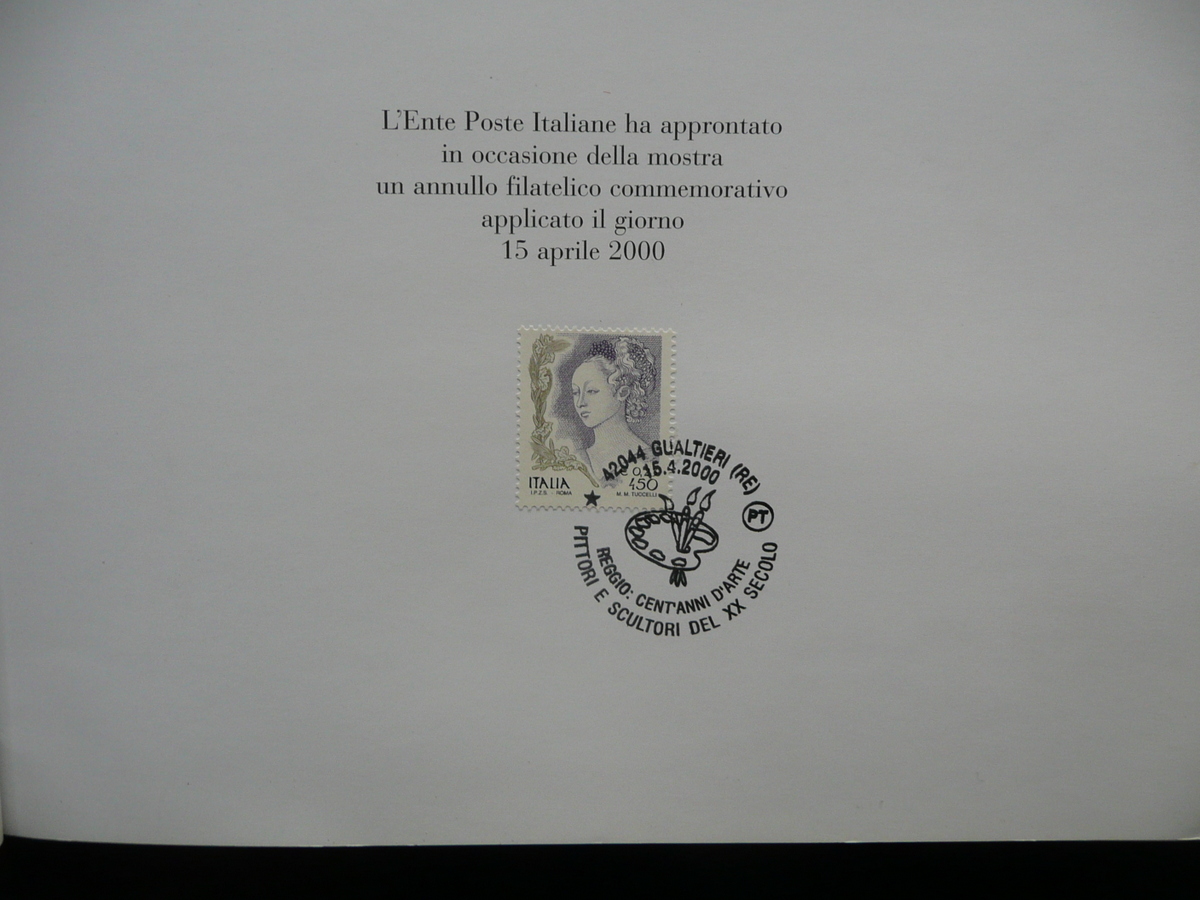 L'Ente Poste Italiane ha approntato
in occasione della mostra
un annullo filatelico commemorativo
applicato il giorno
15 aprile 2000
ITALIA
450
I.P.Z.S. - ROMA
M. M. TUCCELLI
42044 GUALTIERI (RE)
15.4.2000
PT
REGGIO: CENT'ANNI D'ARTE
PITTORI E SCULTORI DEL XX SECOLO